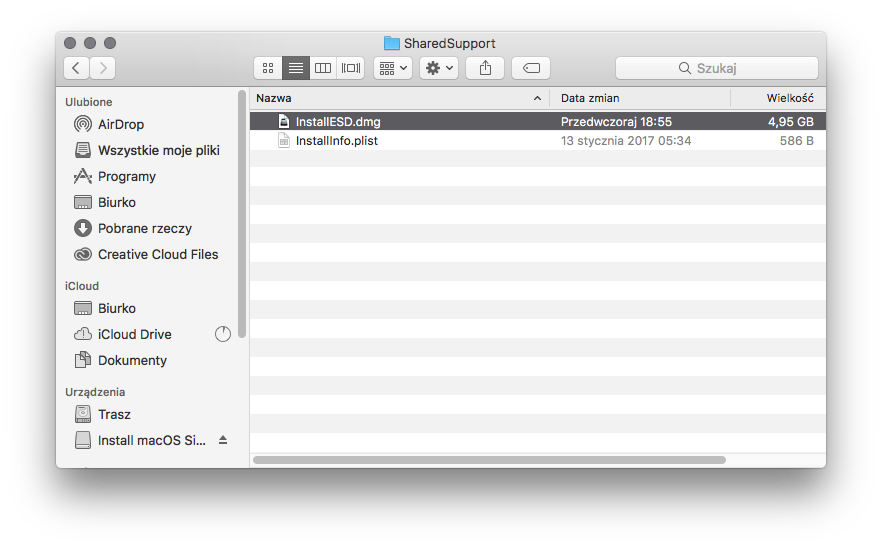 SharedSupport
Szukaj
Ulubione
AirDrop
Wszystkie moje pliki
Programy
Biurko
Pobrane rzeczy
Creative Cloud Files
iCloud
Biurko
iCloud Drive
Dokumenty
Urządzenia
Trasz
Install macOS Si...
Nazwa Data zmian Wielkość
InstallESD.dmg Przedwczoraj 18:55 4,95 GB
InstallInfo.plist 13 stycznia 2017 05:34 586 B